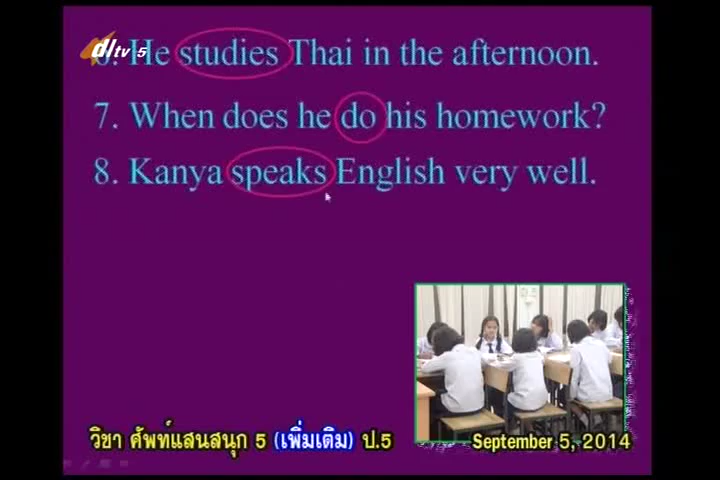 dltv 5
6. He studies Thai in the afternoon.
7. When does he do his homework?
8. Kanya speaks English very well.
วิชา ศัพท์แสนสนุก 5 (เพิ่มเติม) ป.5
September 5, 2014